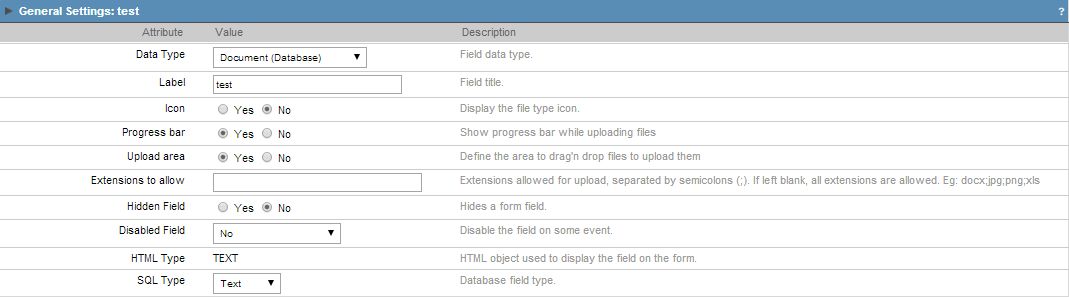 General Settings: test ?
Attribute Value Description
Data Type Document (Database) Field data type.
Label test Field title.
Icon Yes No Display the file type icon.
Progress bar Yes No Show progress bar while uploading files
Upload area Yes No Define the area to drag'n drop files to upload them
Extensions to allow Extensions allowed for upload, separated by semicolons (;). If left blank, all extensions are allowed. Eg: docx;jpg;png;xls
Hidden Field Yes No Hides a form field.
Disabled Field No Disable the field on some event.
HTML Type TEXT HTML object used to display the field on the form.
SQL Type Text Database field type.